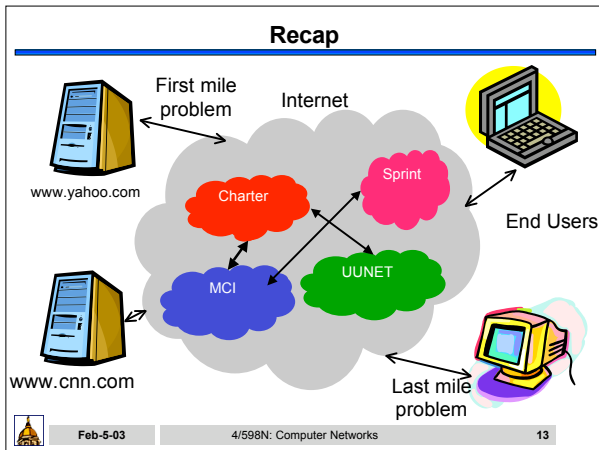 Recap
First mile
problem
Internet
Sprint
www.yahoo.com
Charter
End Users
UUNET
MCI
www.cnn.com
Last mile
problem
Feb-5-03
4/598N: Computer Networks
13